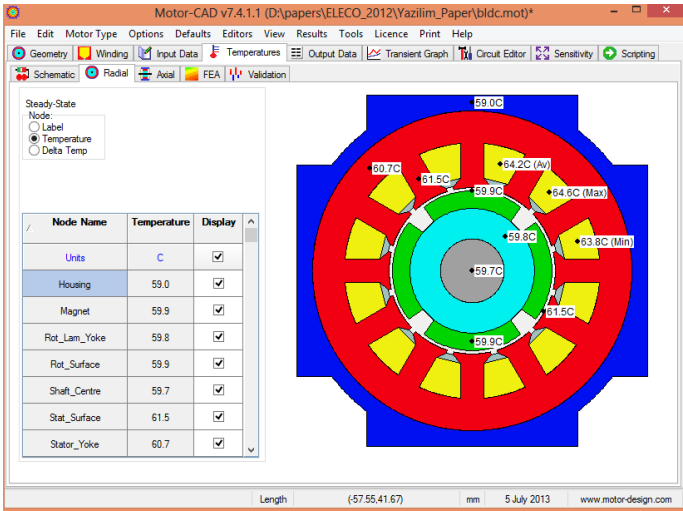 Motor-CAD v7.4.1.1 (D:\papers\ELECO_2012\Yazilim_Paper\bldc.mot)*
File Edit Motor Type Options Defaults Editors View Results Tools Licence Print Help
Geometry Winding Input Data Temperatures Output Data Transient Graph Circuit Editor Sensitivity Scripting
Schematic Radial Axial FEA Validation
Steady-State
Node:
Label
Temperature
Delta Temp
Node Name Temperature Display
Units C
Housing 59.0
Magnet 59.9
Rot_Lam_Yoke 59.8
Rot_Surface 59.9
Shaft_Centre 59.7
Stat_Surface 61.5
Stator_Yoke 60.7
59.0C
60.7C
64.2C (Av)
61.5C
59.9C
64.6C (Max)
59.8C
63.8C (Min)
59.7C
61.5C
59.9C
Length (-57.55,41.67) mm 5 July 2013 www.motor-design.com